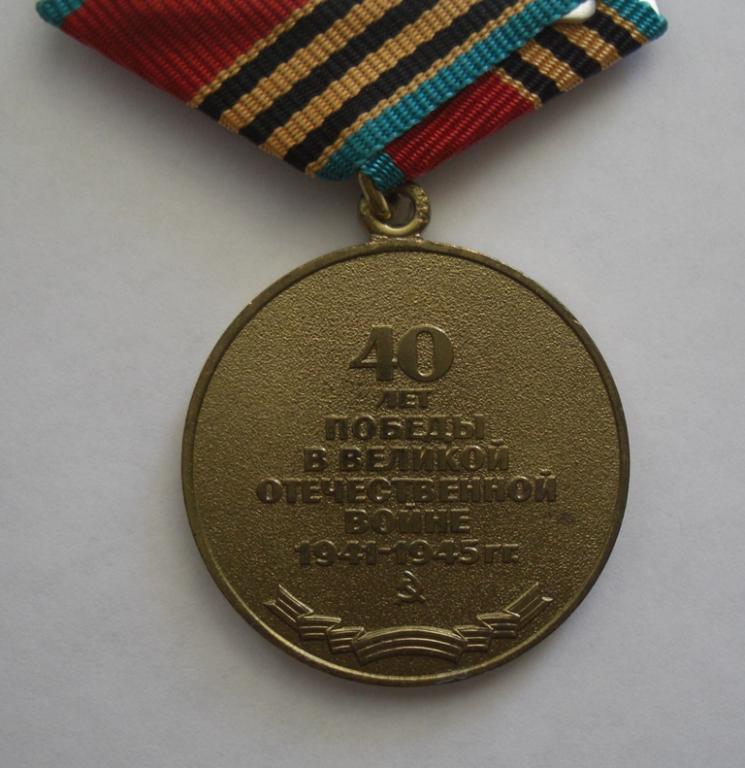 40
ЛЕТ
ПОБЕДЫ
В ВЕЛИКОЙ
ОТЕЧЕСТВЕННОЙ
ВОЙНЕ
1941-1945 ГГ.